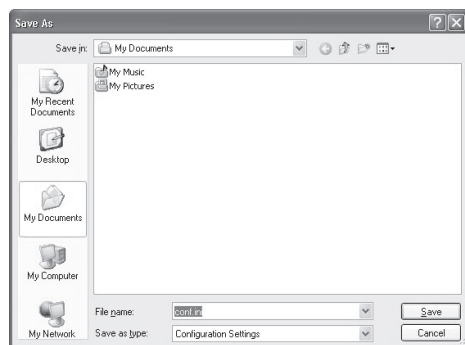 Save As
Save in: My Documents
My Music
My Pictures
My Recent
Documents
Desktop
My Documents
My Computer
My Network
File name: conf.ini
Save as type: Configuration Settings
Save
Cancel